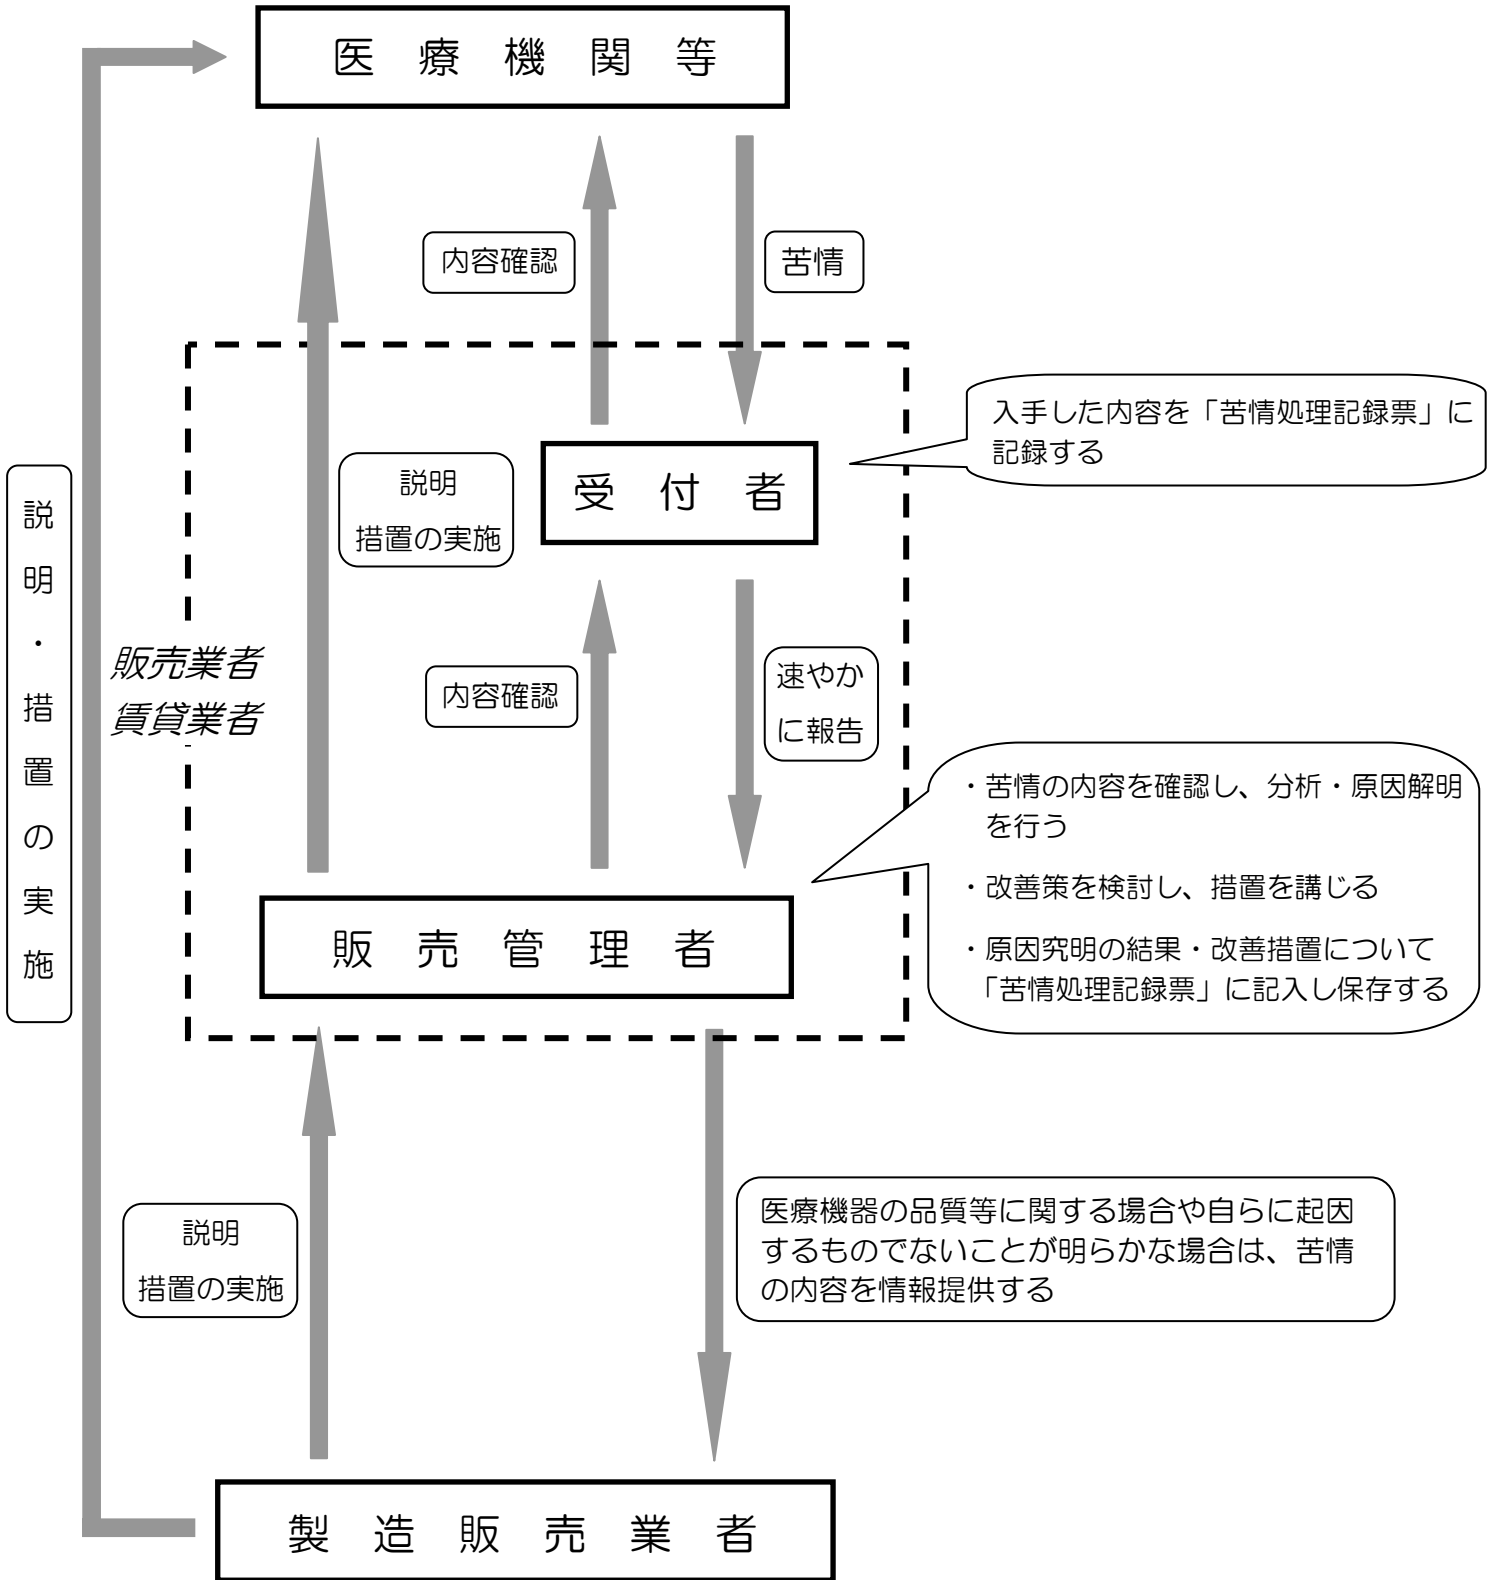 医療機関等
内容確認
苦情
入手した内容を「苦情処理記録票」に
記録する
説明
措置の実施
受付者
説明・措置の実施
販売業者
賃貸業者
内容確認
速やか
に報告
・苦情の内容を確認し、分析・原因解明
を行う
・改善策を検討し、措置を講じる
・原因究明の結果・改善措置について
「苦情処理記録票」に記入し保存する
販売管理者
説明
措置の実施
医療機器の品質等に関する場合や自らに起因
するものでないことが明らかな場合は、苦情
の内容を情報提供する
製造販売業者